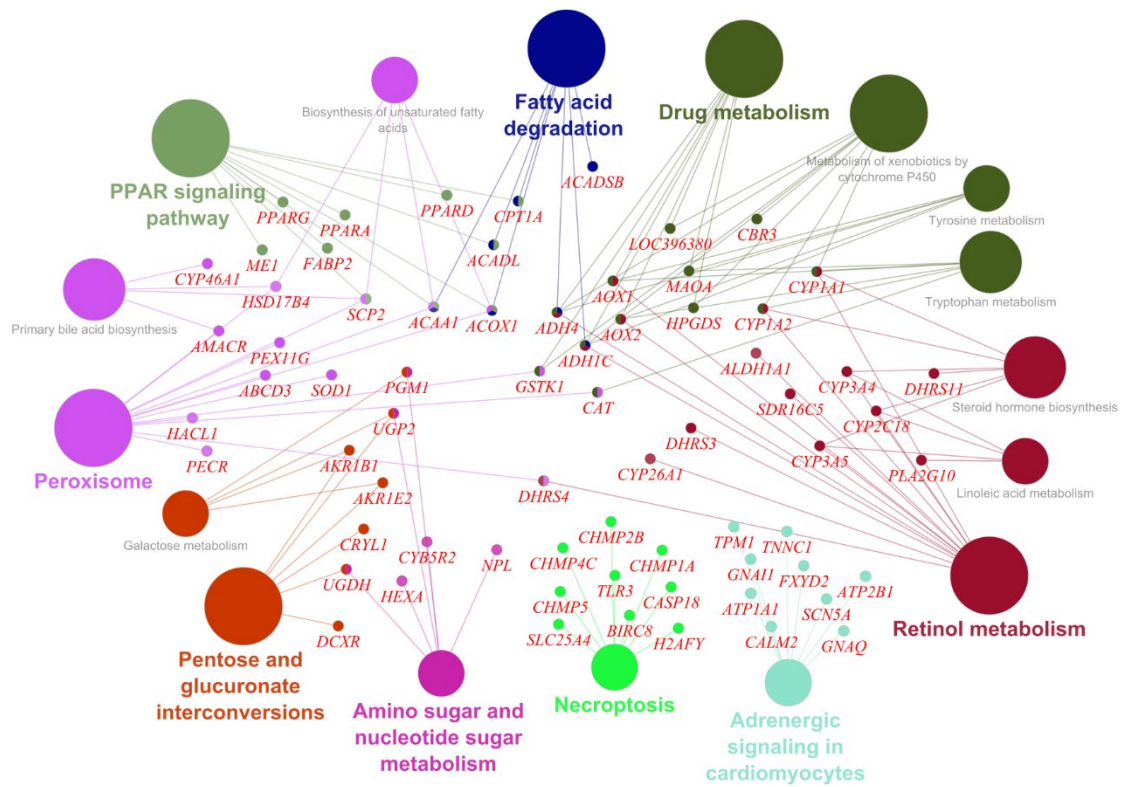 Fatty acid
degradation
Drug metabolism
Biosynthesis of unsaturated fatty
acids
Metabolism of xenobiotics by
cytochrome P450
PPAR signaling
pathway
ACADSB
PPARD
CPT1A
Tyrosine metabolism
PPARG
PPARA
LOC396380
CBR3
ACADL
ME1
FABP2
CYP46A1
HSD17B4
SCP2
ACAA1
ACOX1
AOX1
MAOA
CYP1A1
Tryptophan metabolism
Primary bile acid biosynthesis
ADH4
AOX2
HPGDS
CYP1A2
AMACR
PEX11G
ADH1C
ALDH1A1
ABCD3
SOD1
PGM1
GSTK1
CYP3A4
DHRS11
CAT
SDR16C5
Steroid hormone biosynthesis
HACL1
UGP2
CYP2C18
PECR
AKR1B1
DHRS3
CYP3A5
PLA2G10
Peroxisome
CYP26A1
Linoleic acid metabolism
AKR1E2
DHRS4
Galactose metabolism
CRYL1
CYB5R2
NPL
CHMP2B
TPM1
TNNC1
CHMP4C
CHMP1A
UGDH
HEXA
TLR3
GNAI1
FXYD2
ATP2B1
CHMP5
CASP18
ATP1A1
SCN5A
DCXR
SLC25A4
BIRC8
H2AFY
CALM2
GNAQ
Retinol metabolism
Pentose and
glucuronate
interconversions
Amino sugar and
nucleotide sugar
metabolism
Necroptosis
Adrenergic
signaling in
cardiomyocytes